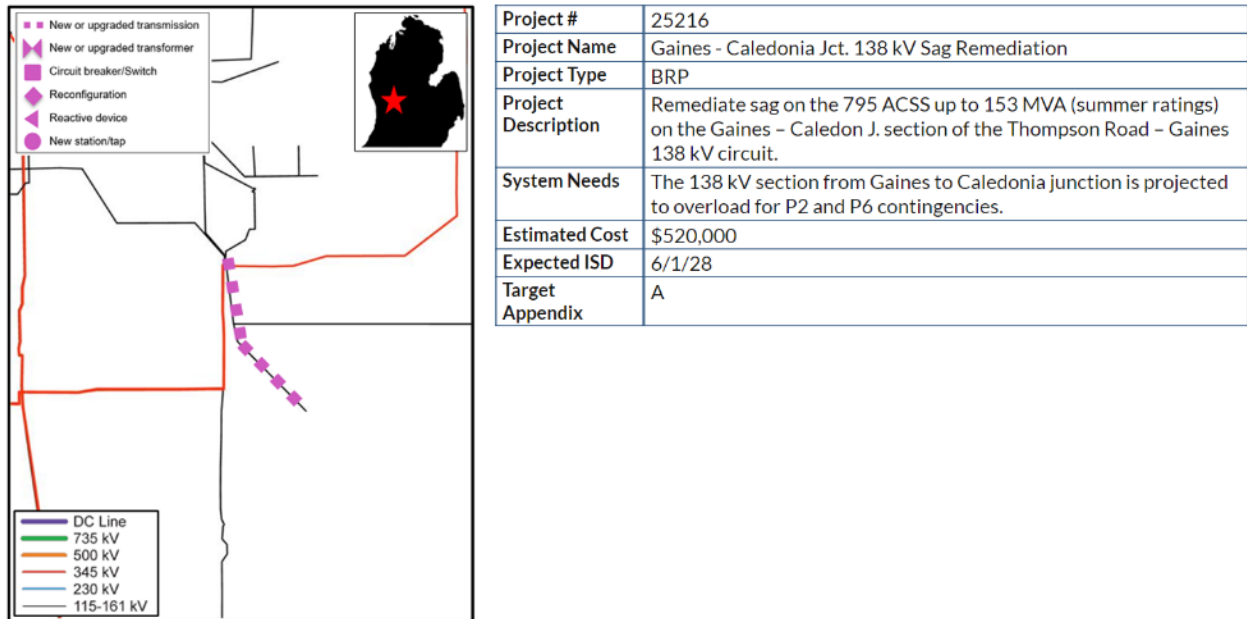 New or upgraded transmission
New or upgraded transformer
Circuit breaker/Switch
Reconfiguration
Reactive device
New station/tap
DC Line
735 kV
500 kV
345 kV
230 kV
115-161 kV
Project # 25216
Project Name Gaines - Caledonia Jct. 138 kV Sag Remediation
Project Type BRP
Project Description Remediate sag on the 795 ACSS up to 153 MVA (summer ratings)
on the Gaines – Caledon J. section of the Thompson Road – Gaines
138 kV circuit.
System Needs The 138 kV section from Gaines to Caledonia junction is projected
to overload for P2 and P6 contingencies.
Estimated Cost $520,000
Expected ISD 6/1/28
Target Appendix A